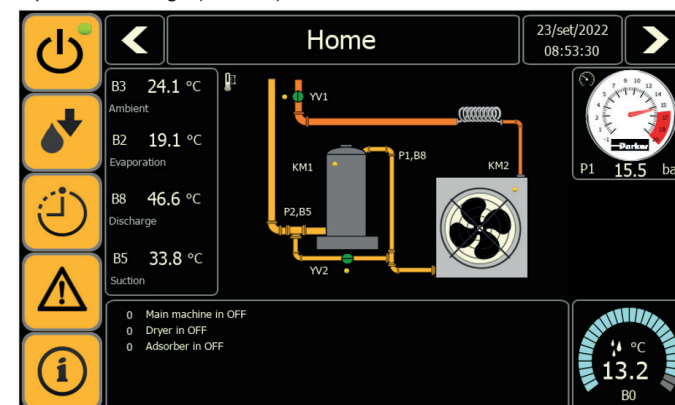 Home
23/set/2022
08:53:30
B3 24.1 °C
Ambient
B2 19.1 °C
Evaporation
B8 46.6 °C
Discharge
B5 33.8 °C
Suction
YV1
KM1
P1,B8
KM2
P2,B5
YV2
Parker
P1 15.5 ba
0 Main machine in OFF
0 Dryer in OFF
0 Adsorber in OFF
°C
13.2
B0